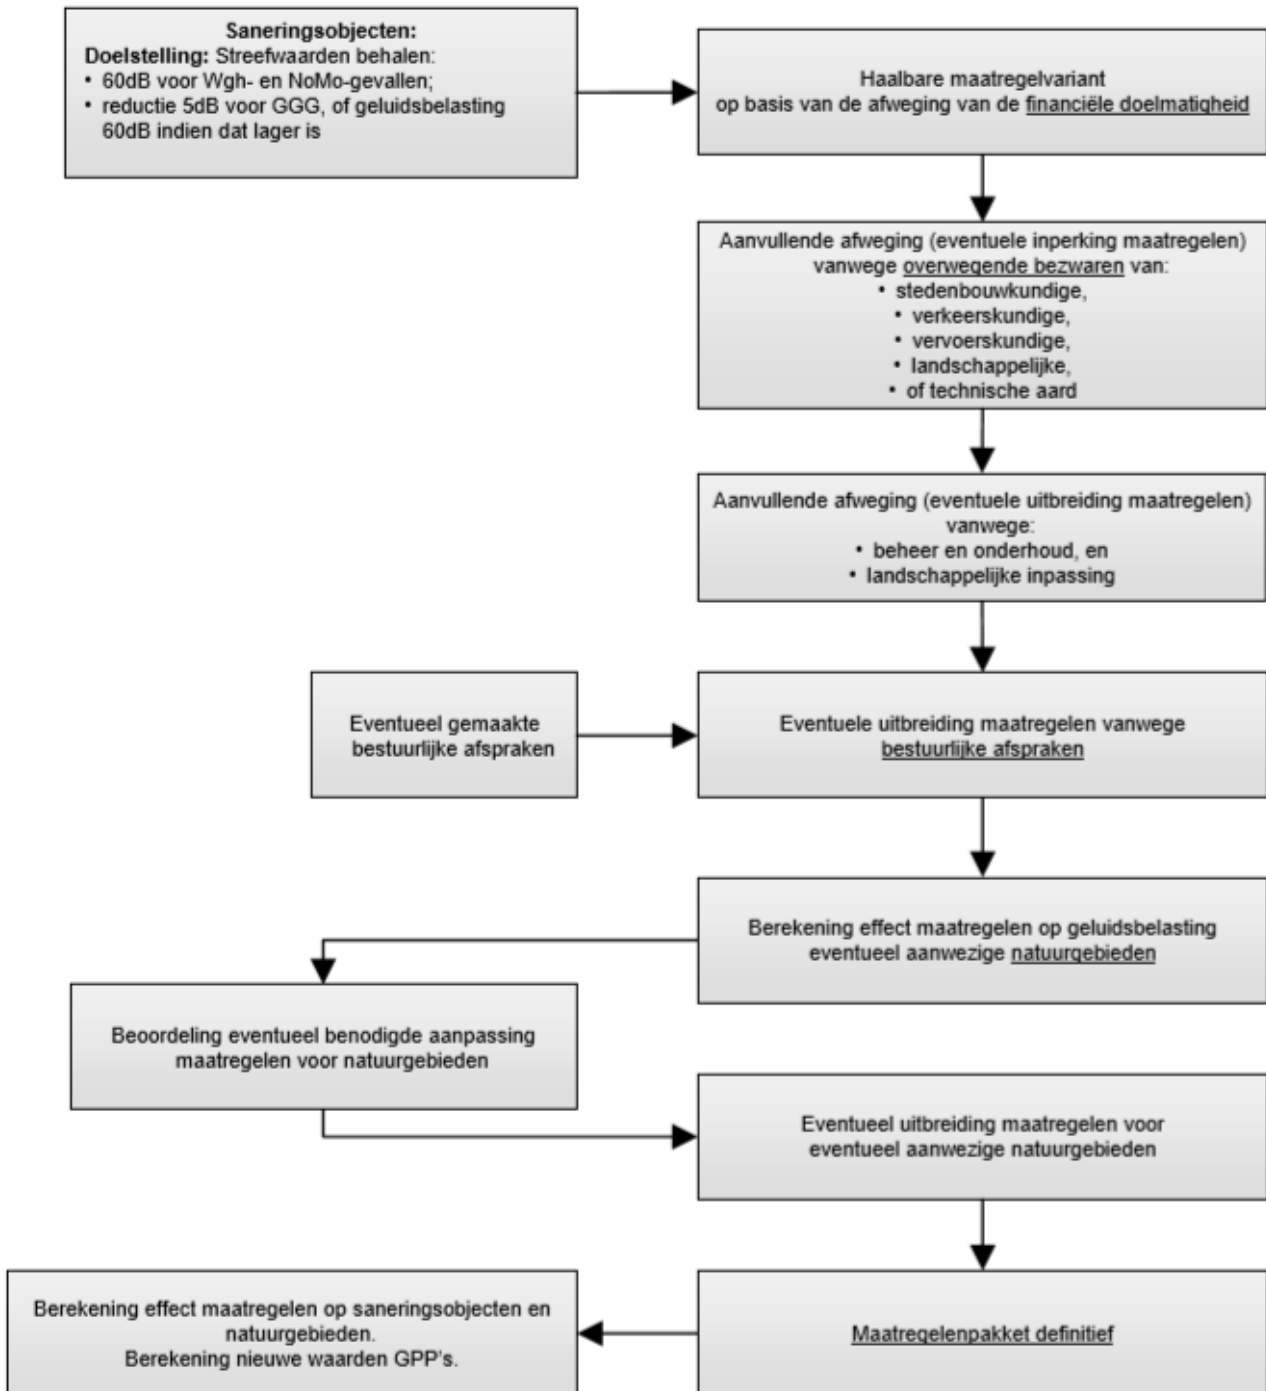 Saneringsobjecten:
Doelstelling: Streefwaarden behalen:
• 60dB voor Wgh- en NoMo-gevallen;
• reductie 5dB voor GGG, of geluidsbelasting
60dB indien dat lager is
Haalbare maatregelvariant
op basis van de afweging van de financiële doelmatigheid
Aanvullende afweging (eventuele inperking maatregelen)
vanwege overwegende bezwaren van:
• stedenbouwkundige,
• verkeerskundige,
• vervoerskundige,
• landschappelijke,
• of technische aard
Aanvullende afweging (eventuele uitbreiding maatregelen)
vanwege:
• beheer en onderhoud, en
• landschappelijke inpassing
Eventueel gemaakte
bestuurlijke afspraken
Eventuele uitbreiding maatregelen vanwege
bestuurlijke afspraken
Berekening effect maatregelen op geluidsbelasting
eventueel aanwezige natuurgebieden
Beoordeling eventueel benodigde aanpassing
maatregelen voor natuurgebieden
Eventueel uitbreiding maatregelen voor
eventueel aanwezige natuurgebieden
Maatregelenpakket definitief
Berekening effect maatregelen op saneringsobjecten en
natuurgebieden.
Berekening nieuwe waarden GPP's.